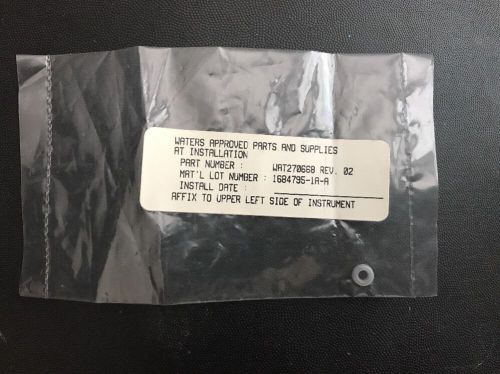 WATERS APPROVED PARTS AND SUPPLIES
AT INSTALLATION
PART NUMBER : WAT270668 REV. 02
MAT'L LOT NUMBER : 1684795-1A-A
INSTALL DATE :
AFFIX TO UPPER LEFT SIDE OF INSTRUMENT